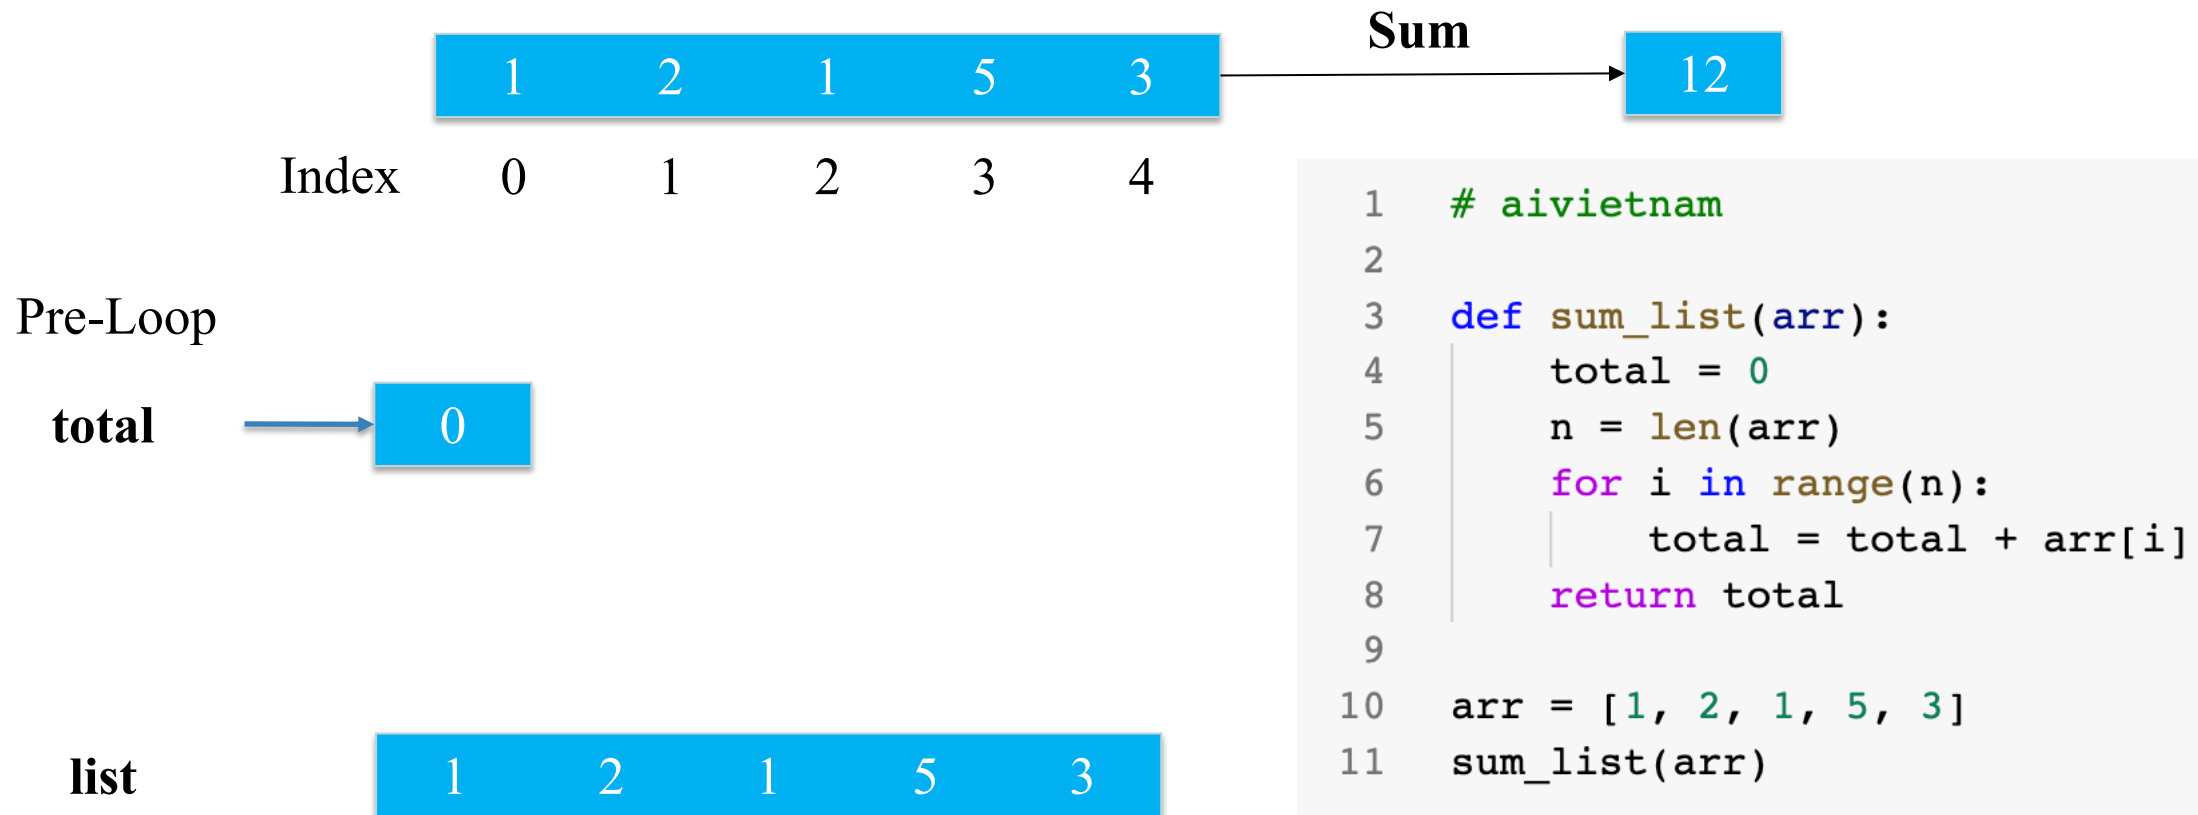 1 2 1 5 3
Sum
12
Index 0 1 2 3 4
Pre-Loop
total 0
list 1 2 1 5 3
1 # aivietnam
2
3 def sum_list(arr):
4 total = 0
5 n = len(arr)
6 for i in range(n):
7 total = total + arr[i]
8 return total
9
10 arr = [1, 2, 1, 5, 3]
11 sum_list(arr)